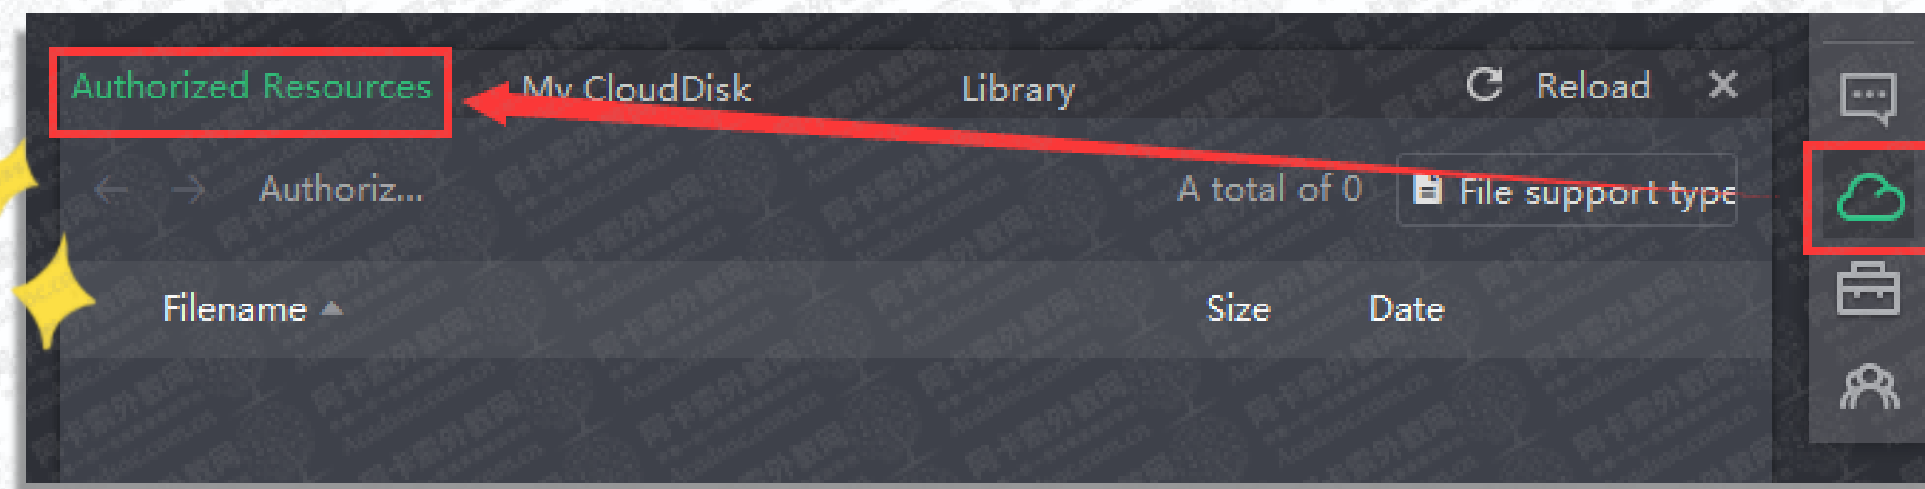 Authorized Resources My CloudDisk Library Reload
Authoriz... A total of 0 File support type
Filename Size Date